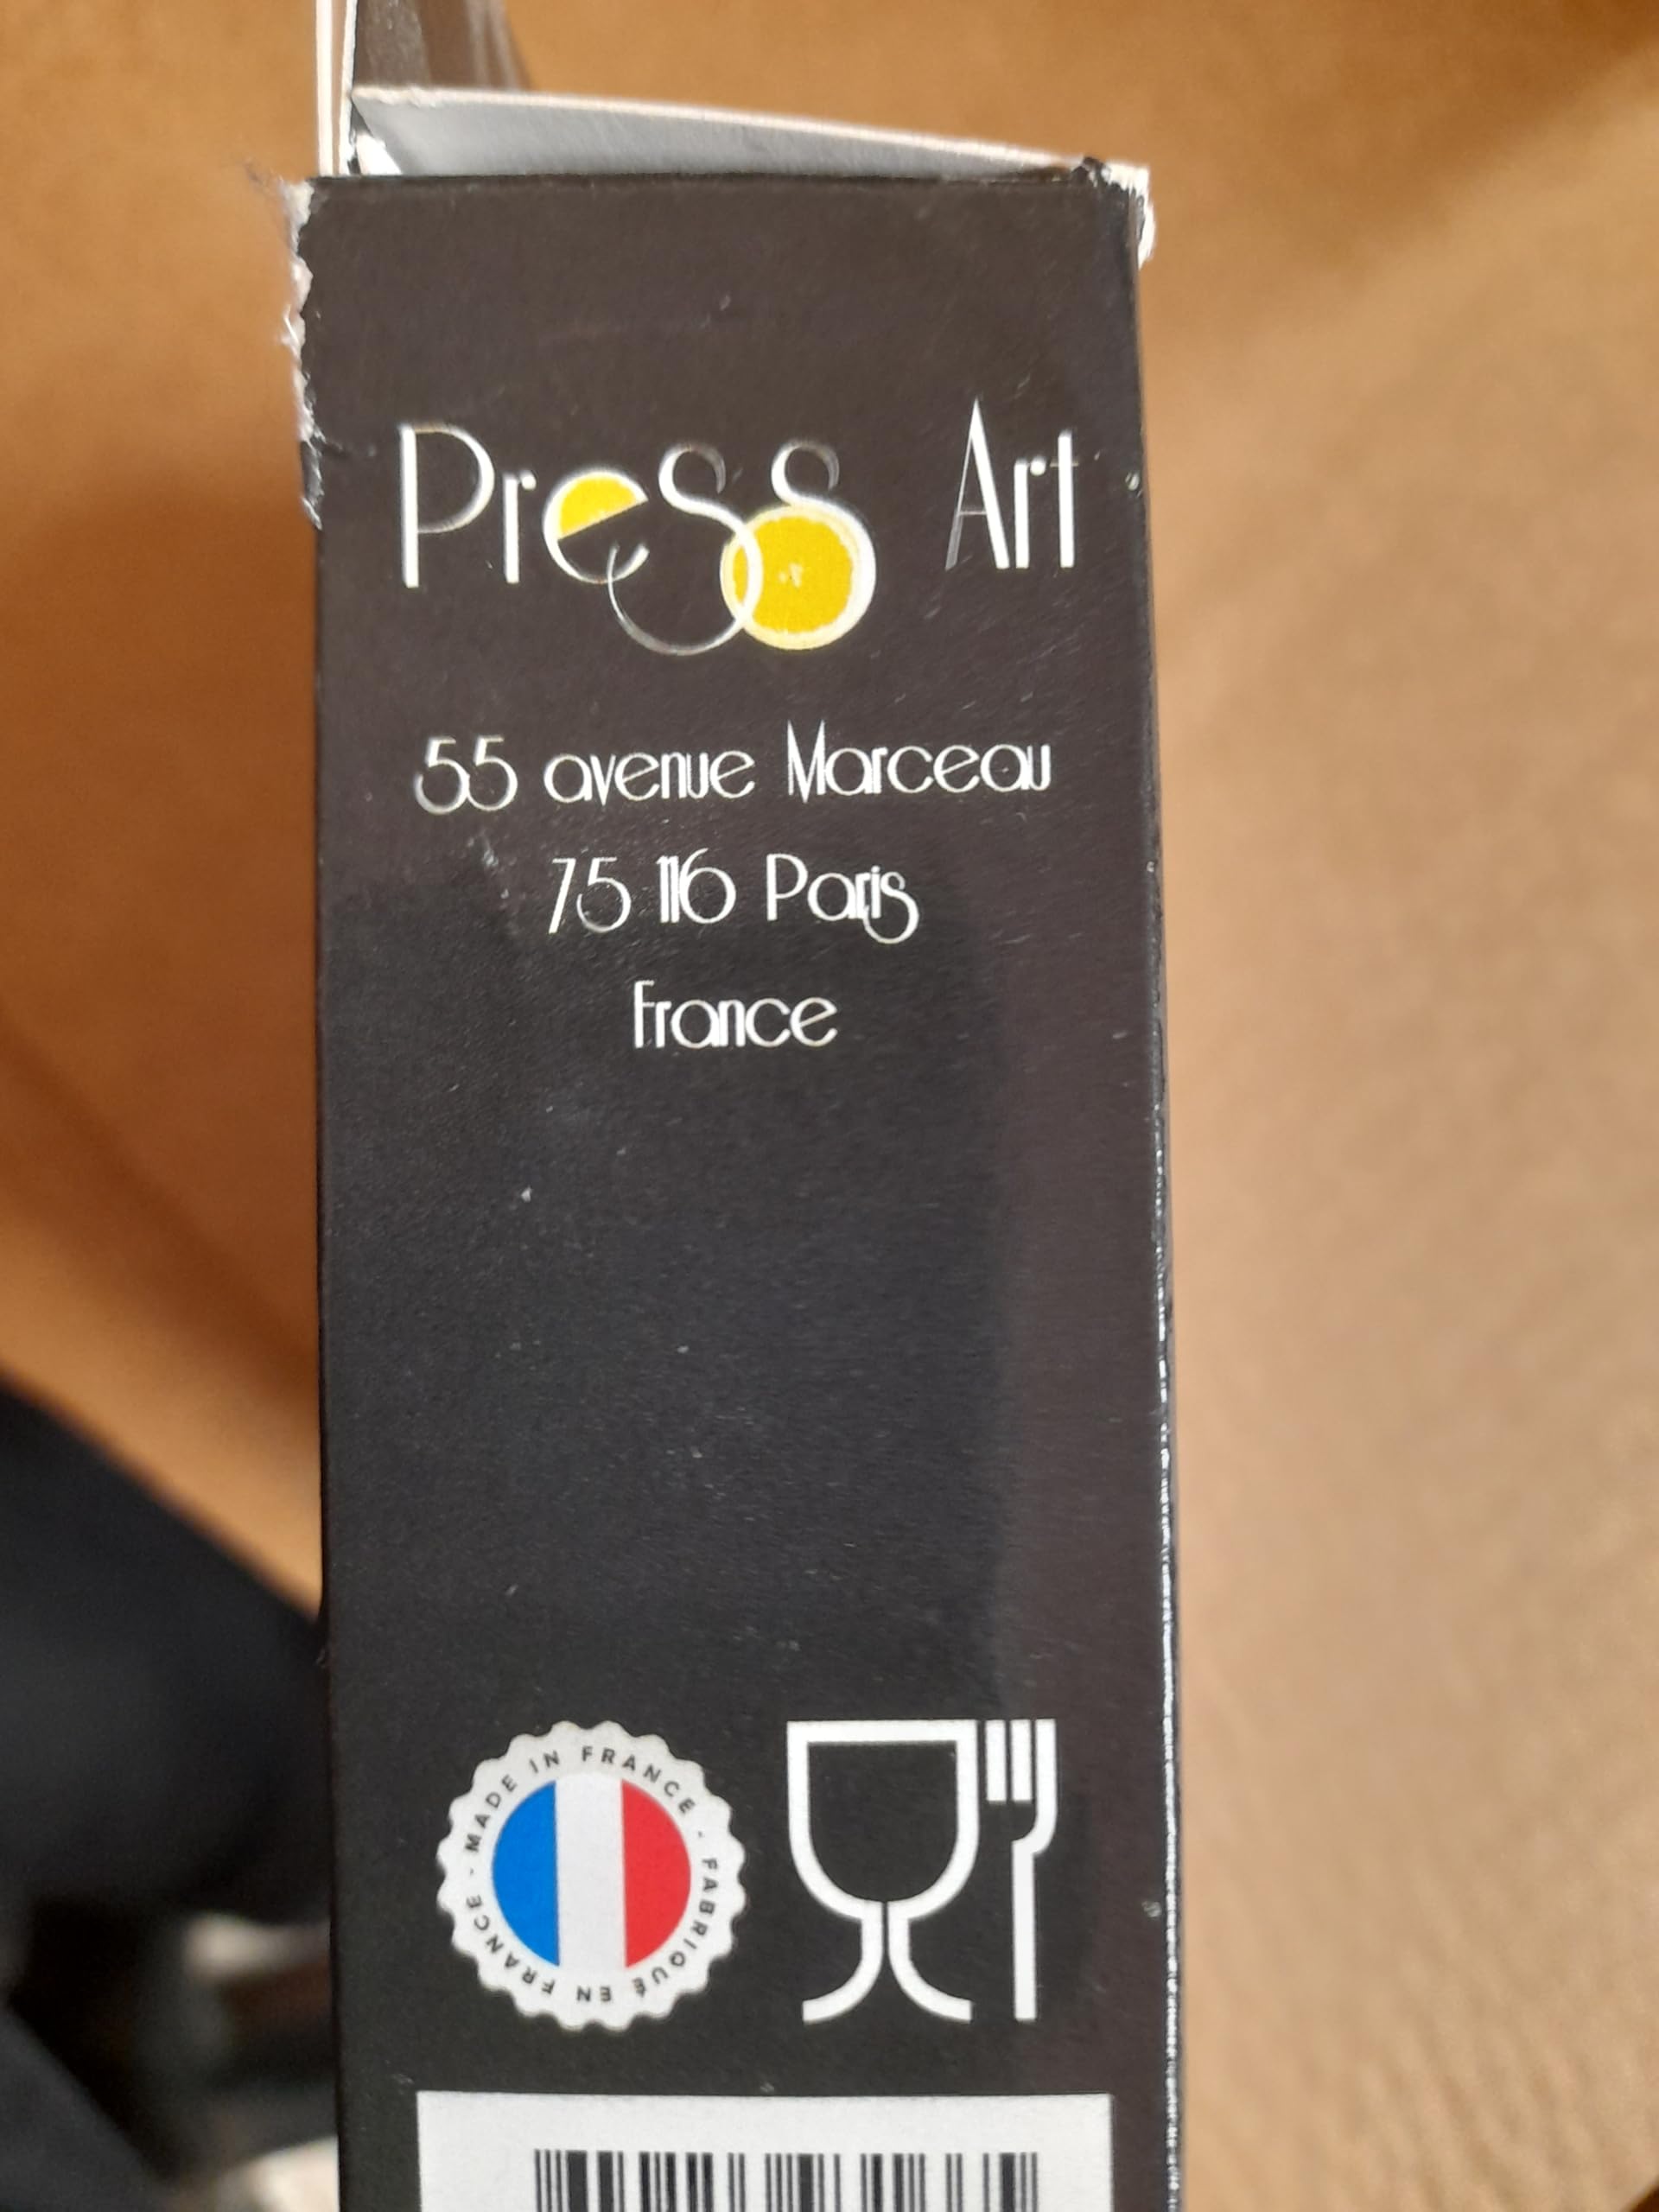 Press Art
55 avenue Marceau
75 116 Paris
France
MADE IN FRANCE - FABRIQUÉ EN FRANCE -